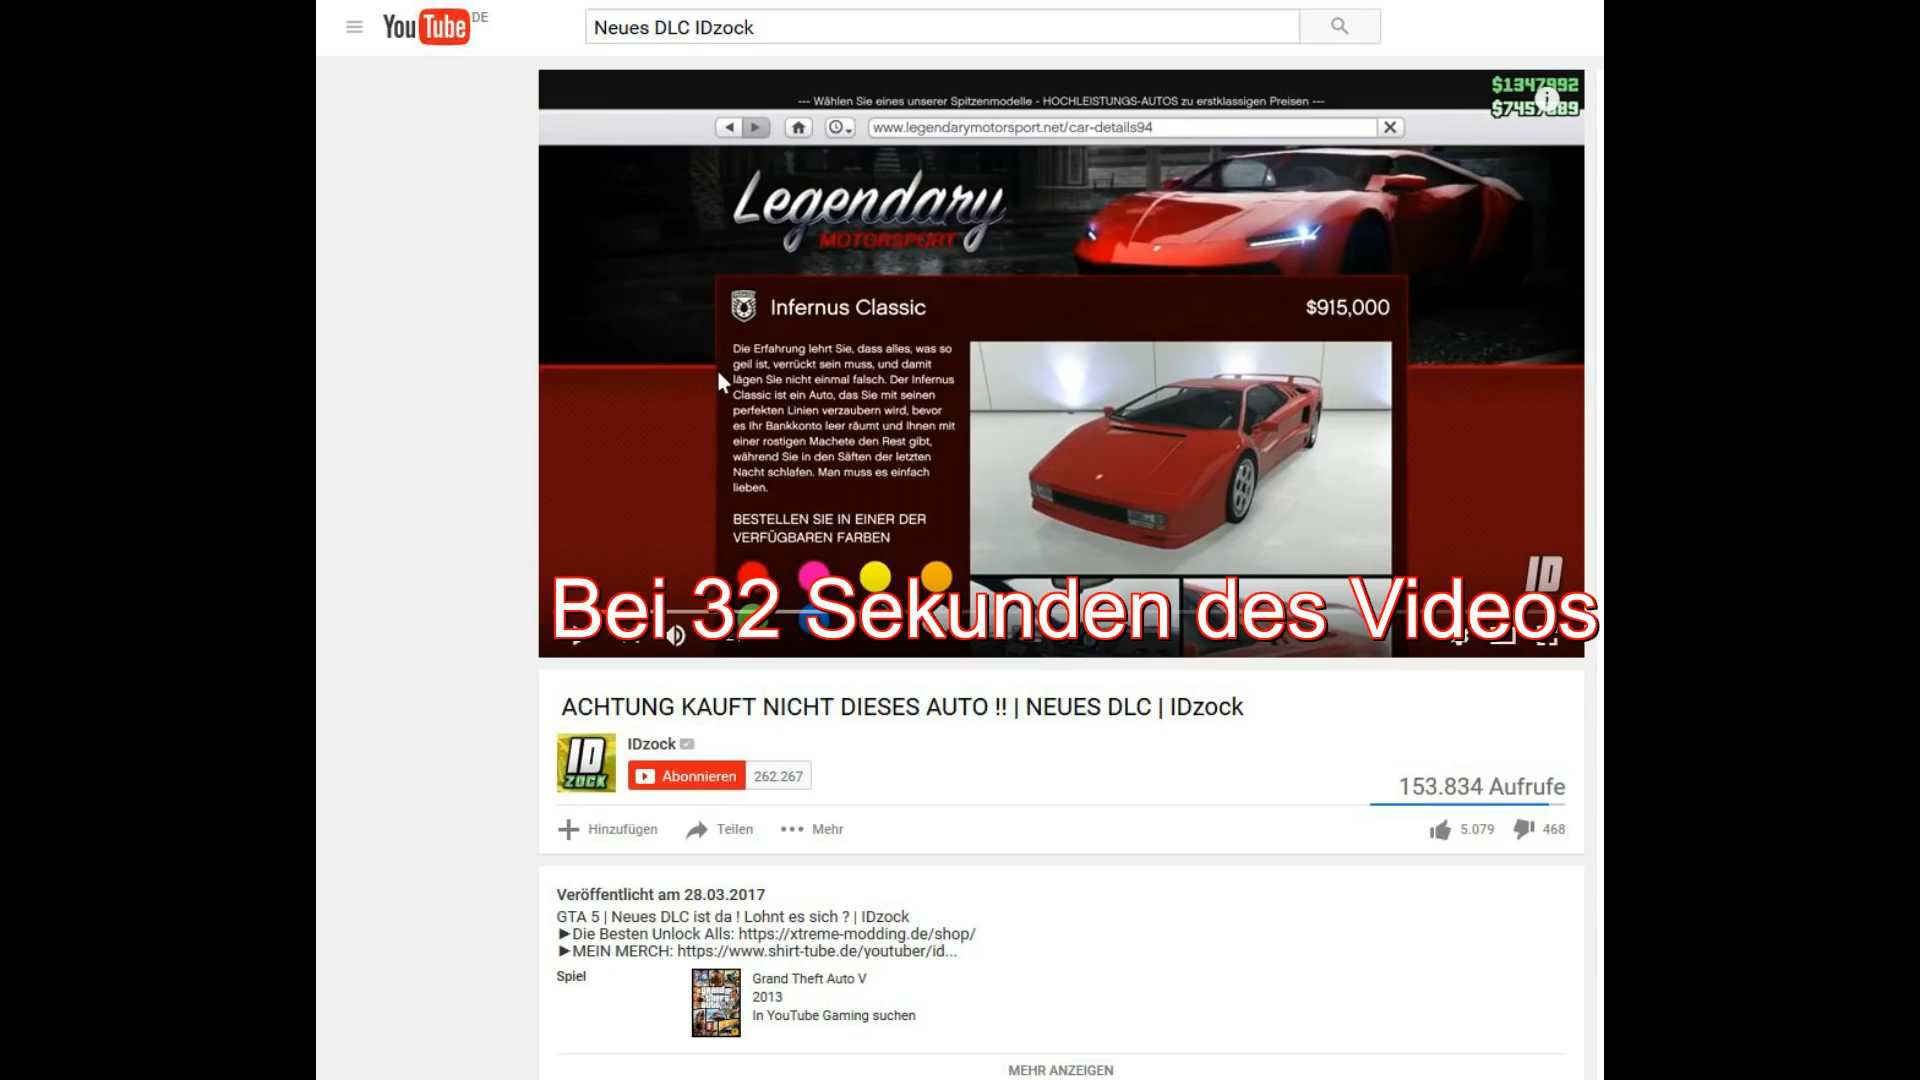 YouTube DE
Neues DLC IDzock
--- Wählen Sie eines unserer Spitzenmodelle - HOCHLEISTUNGS-AUTOS zu erstklassigen Preisen ---
$1347992
www.legendarymotorsport.net/car-details94
Legendary
MOTORSPORT
Infernus Classic
$915,000
Die Erfahrung lehrt Sie, dass alles, was so
geil ist, verrückt sein muss, und damit
lägen Sie nicht einmal falsch. Der Infernus
Classic ist ein Auto, das Sie mit seinen
perfekten Linien verzaubern wird, bevor
es Ihr Bankkonto leer räumt und Ihnen mit
einer rostigen Machete den Rest gibt,
während Sie in den Säften der letzten
Nacht schlafen. Man muss es einfach
lieben.
BESTELLEN SIE IN EINER DER
VERFÜGBAREN FARBEN
ID
Bei 32 Sekunden des Videos
ACHTUNG KAUFT NICHT DIESES AUTO !! | NEUES DLC | IDzock
ID
ZOCK
IDzock
Abonnieren 262.267
153.834 Aufrufe
Hinzufügen Teilen Mehr
5.079 468
Veröffentlicht am 28.03.2017
GTA 5 | Neues DLC ist da ! Lohnt es sich ? | IDzock
►Die Besten Unlock Alls: https://xtreme-modding.de/shop/
►MEIN MERCH: https://www.shirt-tube.de/youtuber/id...
Spiel
grand
theft
auto
Grand Theft Auto V
2013
In YouTube Gaming suchen
MEHR ANZEIGEN